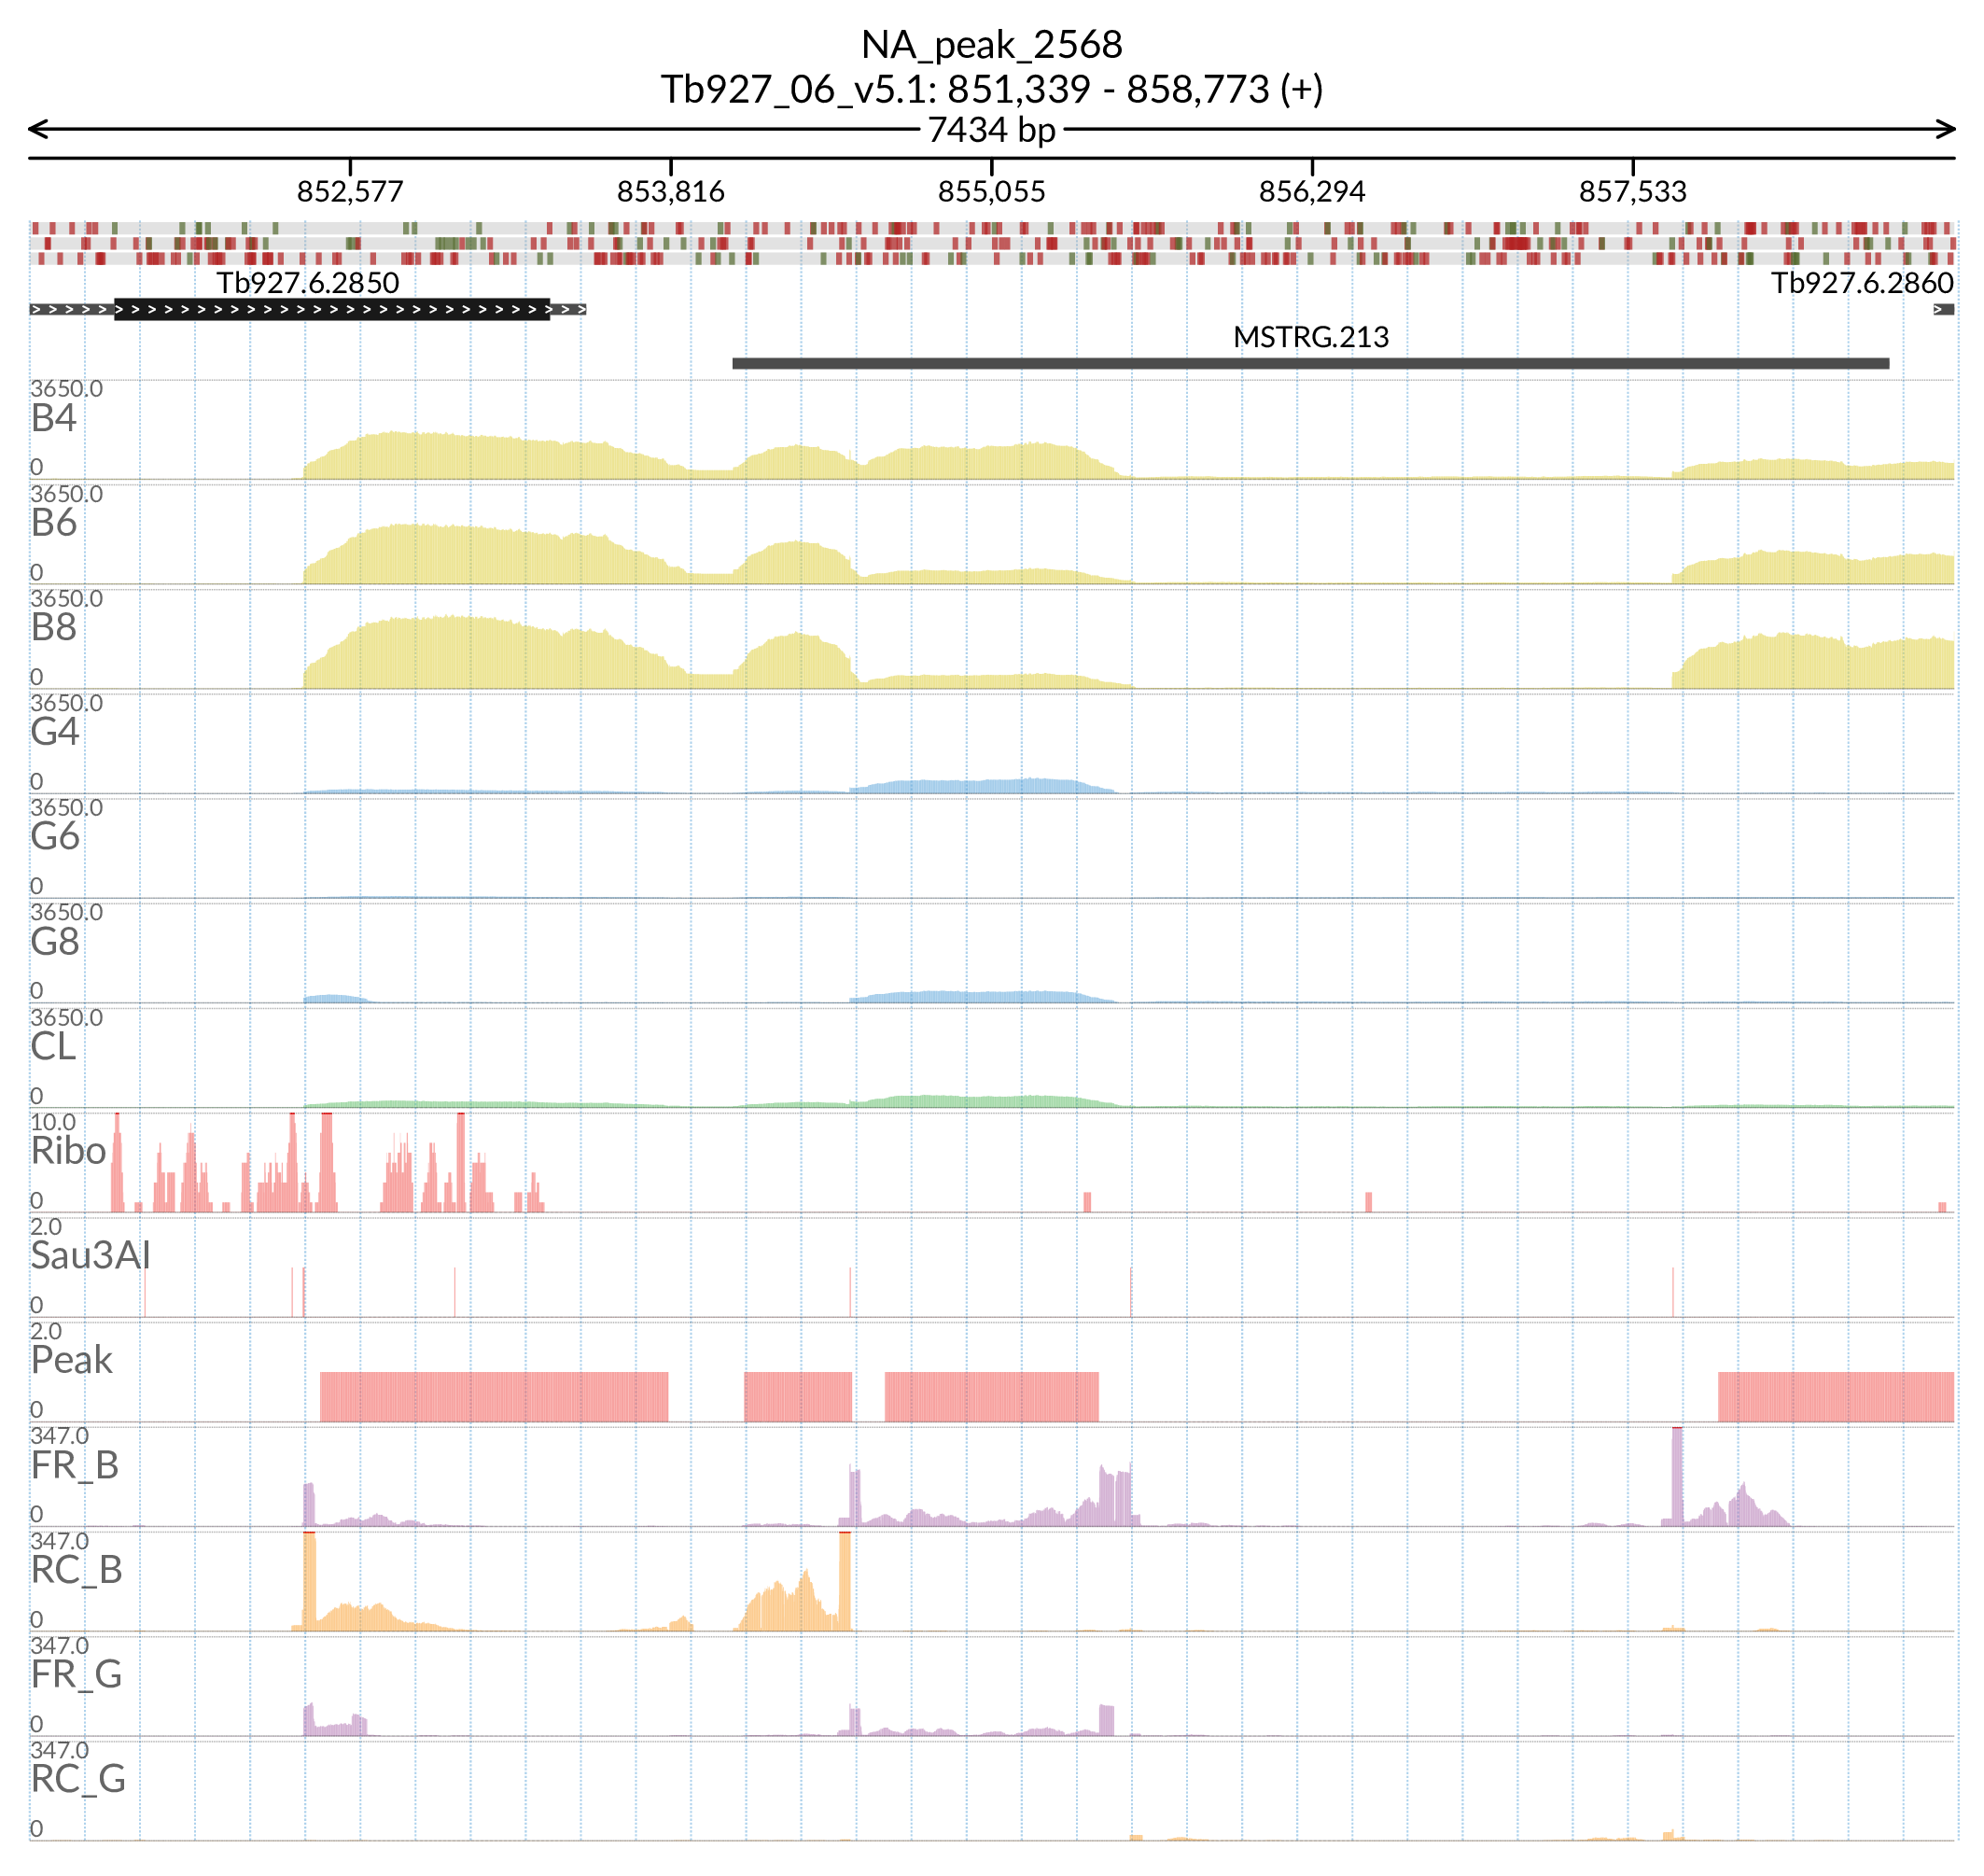 NA_peak_2568
Tb927_06_v5.1: 851,339 - 858,773 (+)
7434 bp
852,577 853,816 855,055 856,294 857,533
Tb927.6.2850 Tb927.6.2860
MSTRG.213
3650.0
B4
0
3650.0
B6
0
3650.0
B8
0
3650.0
G4
0
3650.0
G6
0
3650.0
G8
0
3650.0
CL
0
10.0
Ribo
0
2.0
Sau3AI
0
2.0
Peak
0
347.0
FR_B
0
347.0
RC_B
0
347.0
FR_G
0
347.0
RC_G
0